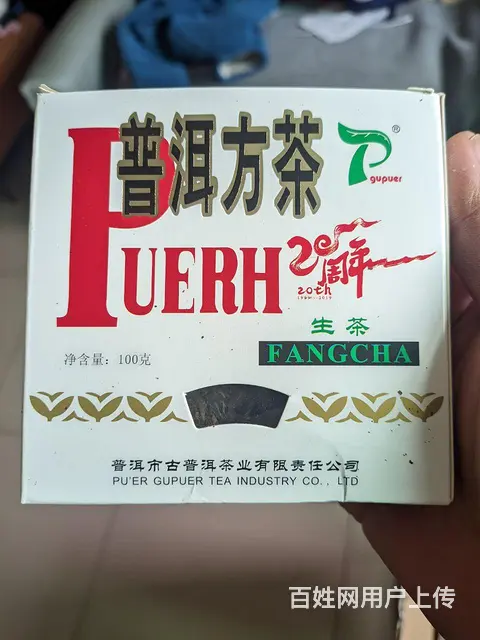 普洱方茶
®
gupuer
PUERH
20周年
20th
生茶
净含量：100克
FANGCHA
普洱市古普洱茶业有限责任公司
PU'ER GUPUER TEA INDUSTRY CO., LTD
百姓网用户上传